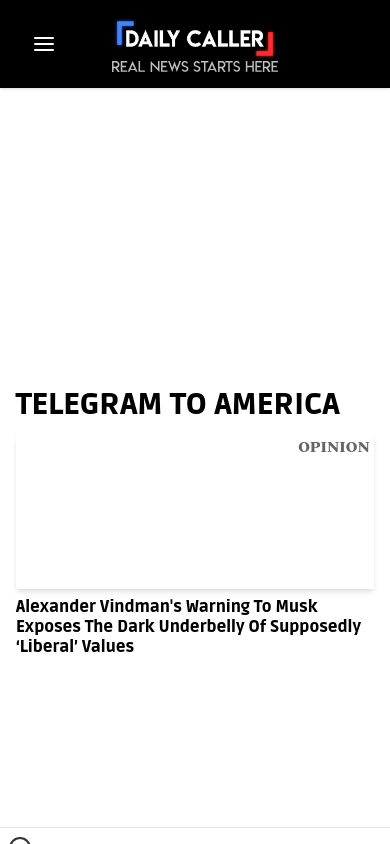 DAILY CALLER
REAL NEWS STARTS HERE
TELEGRAM TO AMERICA
OPINION
Alexander Vindman's Warning To Musk
Exposes The Dark Underbelly Of Supposedly
‘Liberal’ Values